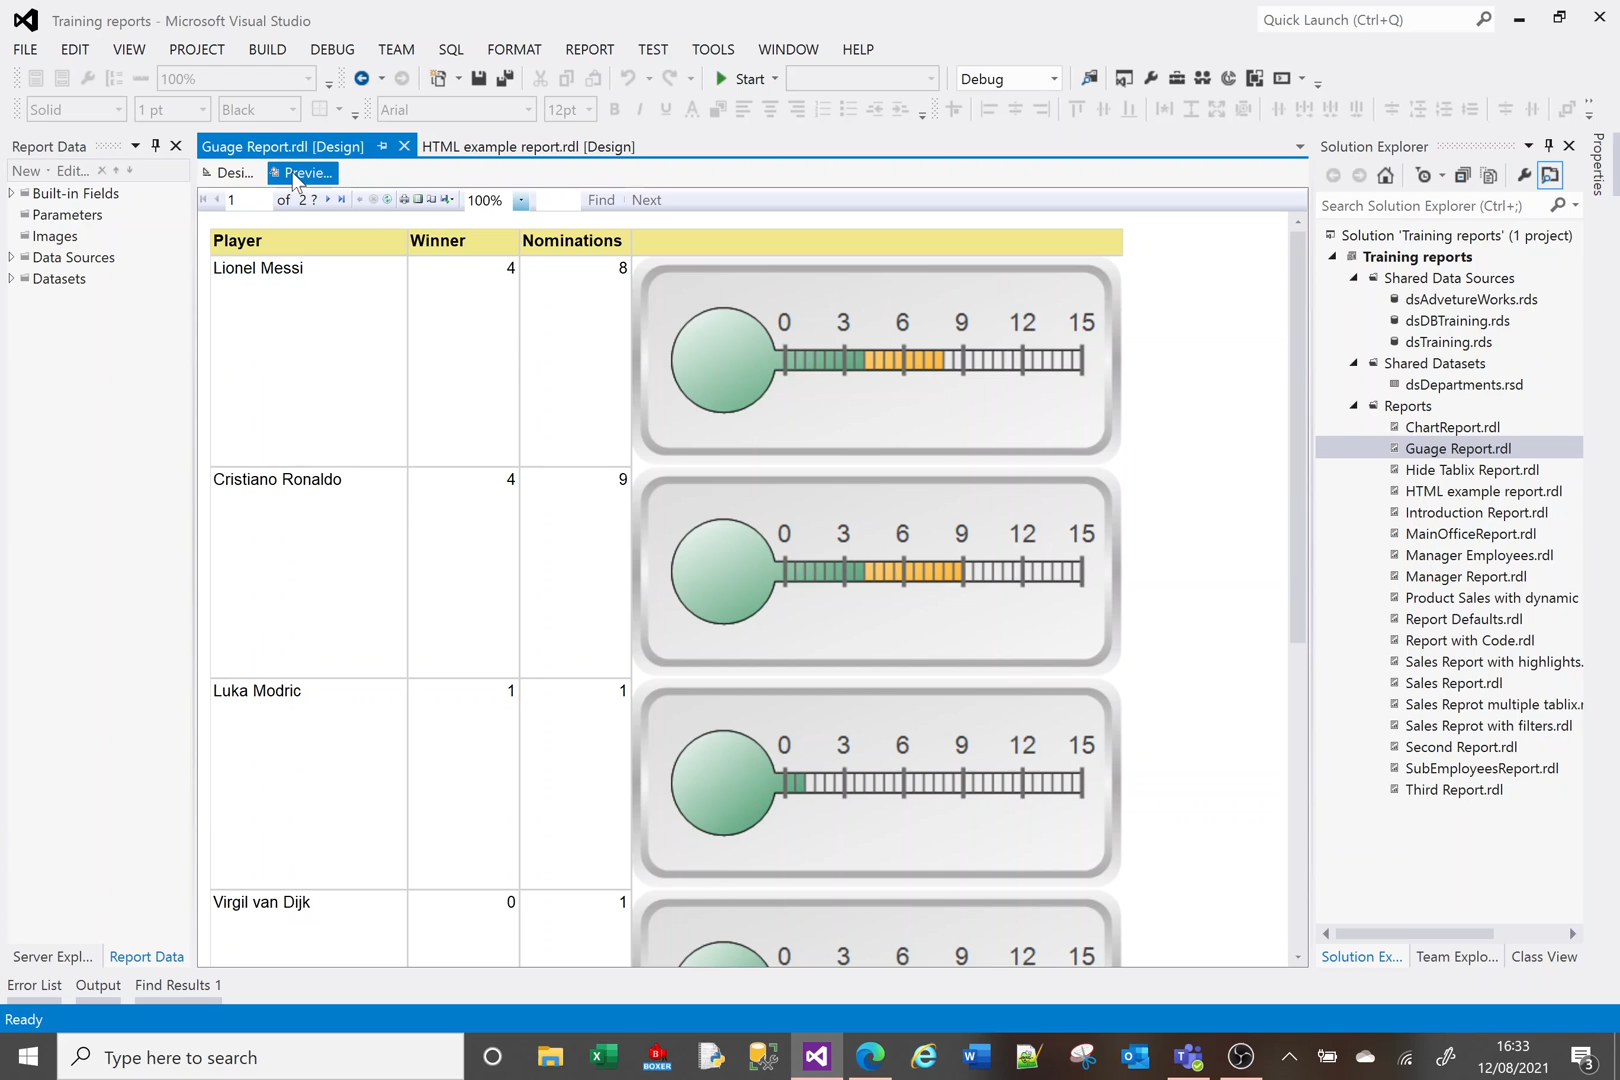 Training reports - Microsoft Visual Studio
Quick Launch (Ctrl+Q)
FILE EDIT VIEW PROJECT BUILD DEBUG TEAM SQL FORMAT REPORT TEST TOOLS WINDOW HELP
100%
Start
Debug
Solid 1 pt Black Arial 12pt B I U A
Report Data
New Edit...
Built-in Fields
Parameters
Images
Data Sources
Datasets
Server Expl... Report Data
Guage Report.rdl [Design] HTML example report.rdl [Design]
Desi... Previe...
1 of 2 ? 100% Find Next
Player Winner Nominations
Lionel Messi 4 8
0 3 6 9 12 15
Cristiano Ronaldo 4 9
0 3 6 9 12 15
Luka Modric 1 1
0 3 6 9 12 15
Virgil van Dijk 0 1
0 3 6 9 12 15
Solution Explorer
Search Solution Explorer (Ctrl+;)
Solution 'Training reports' (1 project)
Training reports
Shared Data Sources
dsAdvetureWorks.rds
dsDBTraining.rds
dsTraining.rds
Shared Datasets
dsDepartments.rsd
Reports
ChartReport.rdl
Guage Report.rdl
Hide Tablix Report.rdl
HTML example report.rdl
Introduction Report.rdl
MainOfficeReport.rdl
Manager Employees.rdl
Manager Report.rdl
Product Sales with dynamic
Report Defaults.rdl
Report with Code.rdl
Sales Report with highlights.
Sales Report.rdl
Sales Reprot multiple tablix.r
Sales Reprot with filters.rdl
Second Report.rdl
SubEmployeesReport.rdl
Third Report.rdl
Solution Ex... Team Explo... Class View
Properties
Error List Output Find Results 1
Ready
Type here to search
BOXER
16:33
12/08/2021
3